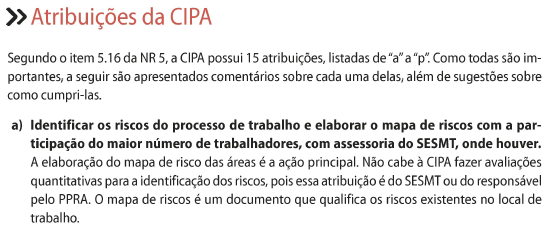 Atribuições da CIPA
Segundo o item 5.16 da NR 5, a CIPA possui 15 atribuições, listadas de “a” a “p”. Como todas são im-
portantes, a seguir são apresentados comentários sobre cada uma delas, além de sugestões sobre
como cumpri-las.
a) Identificar os riscos do processo de trabalho e elaborar o mapa de riscos com a par-
ticipação do maior número de trabalhadores, com assessoria do SESMT, onde houver.
A elaboração do mapa de risco das áreas é a ação principal. Não cabe à CIPA fazer avaliações
quantitativas para a identificação dos riscos, pois essa atribuição é do SESMT ou do responsável
pelo PPRA. O mapa de riscos é um documento que qualifica os riscos existentes no local de
trabalho.